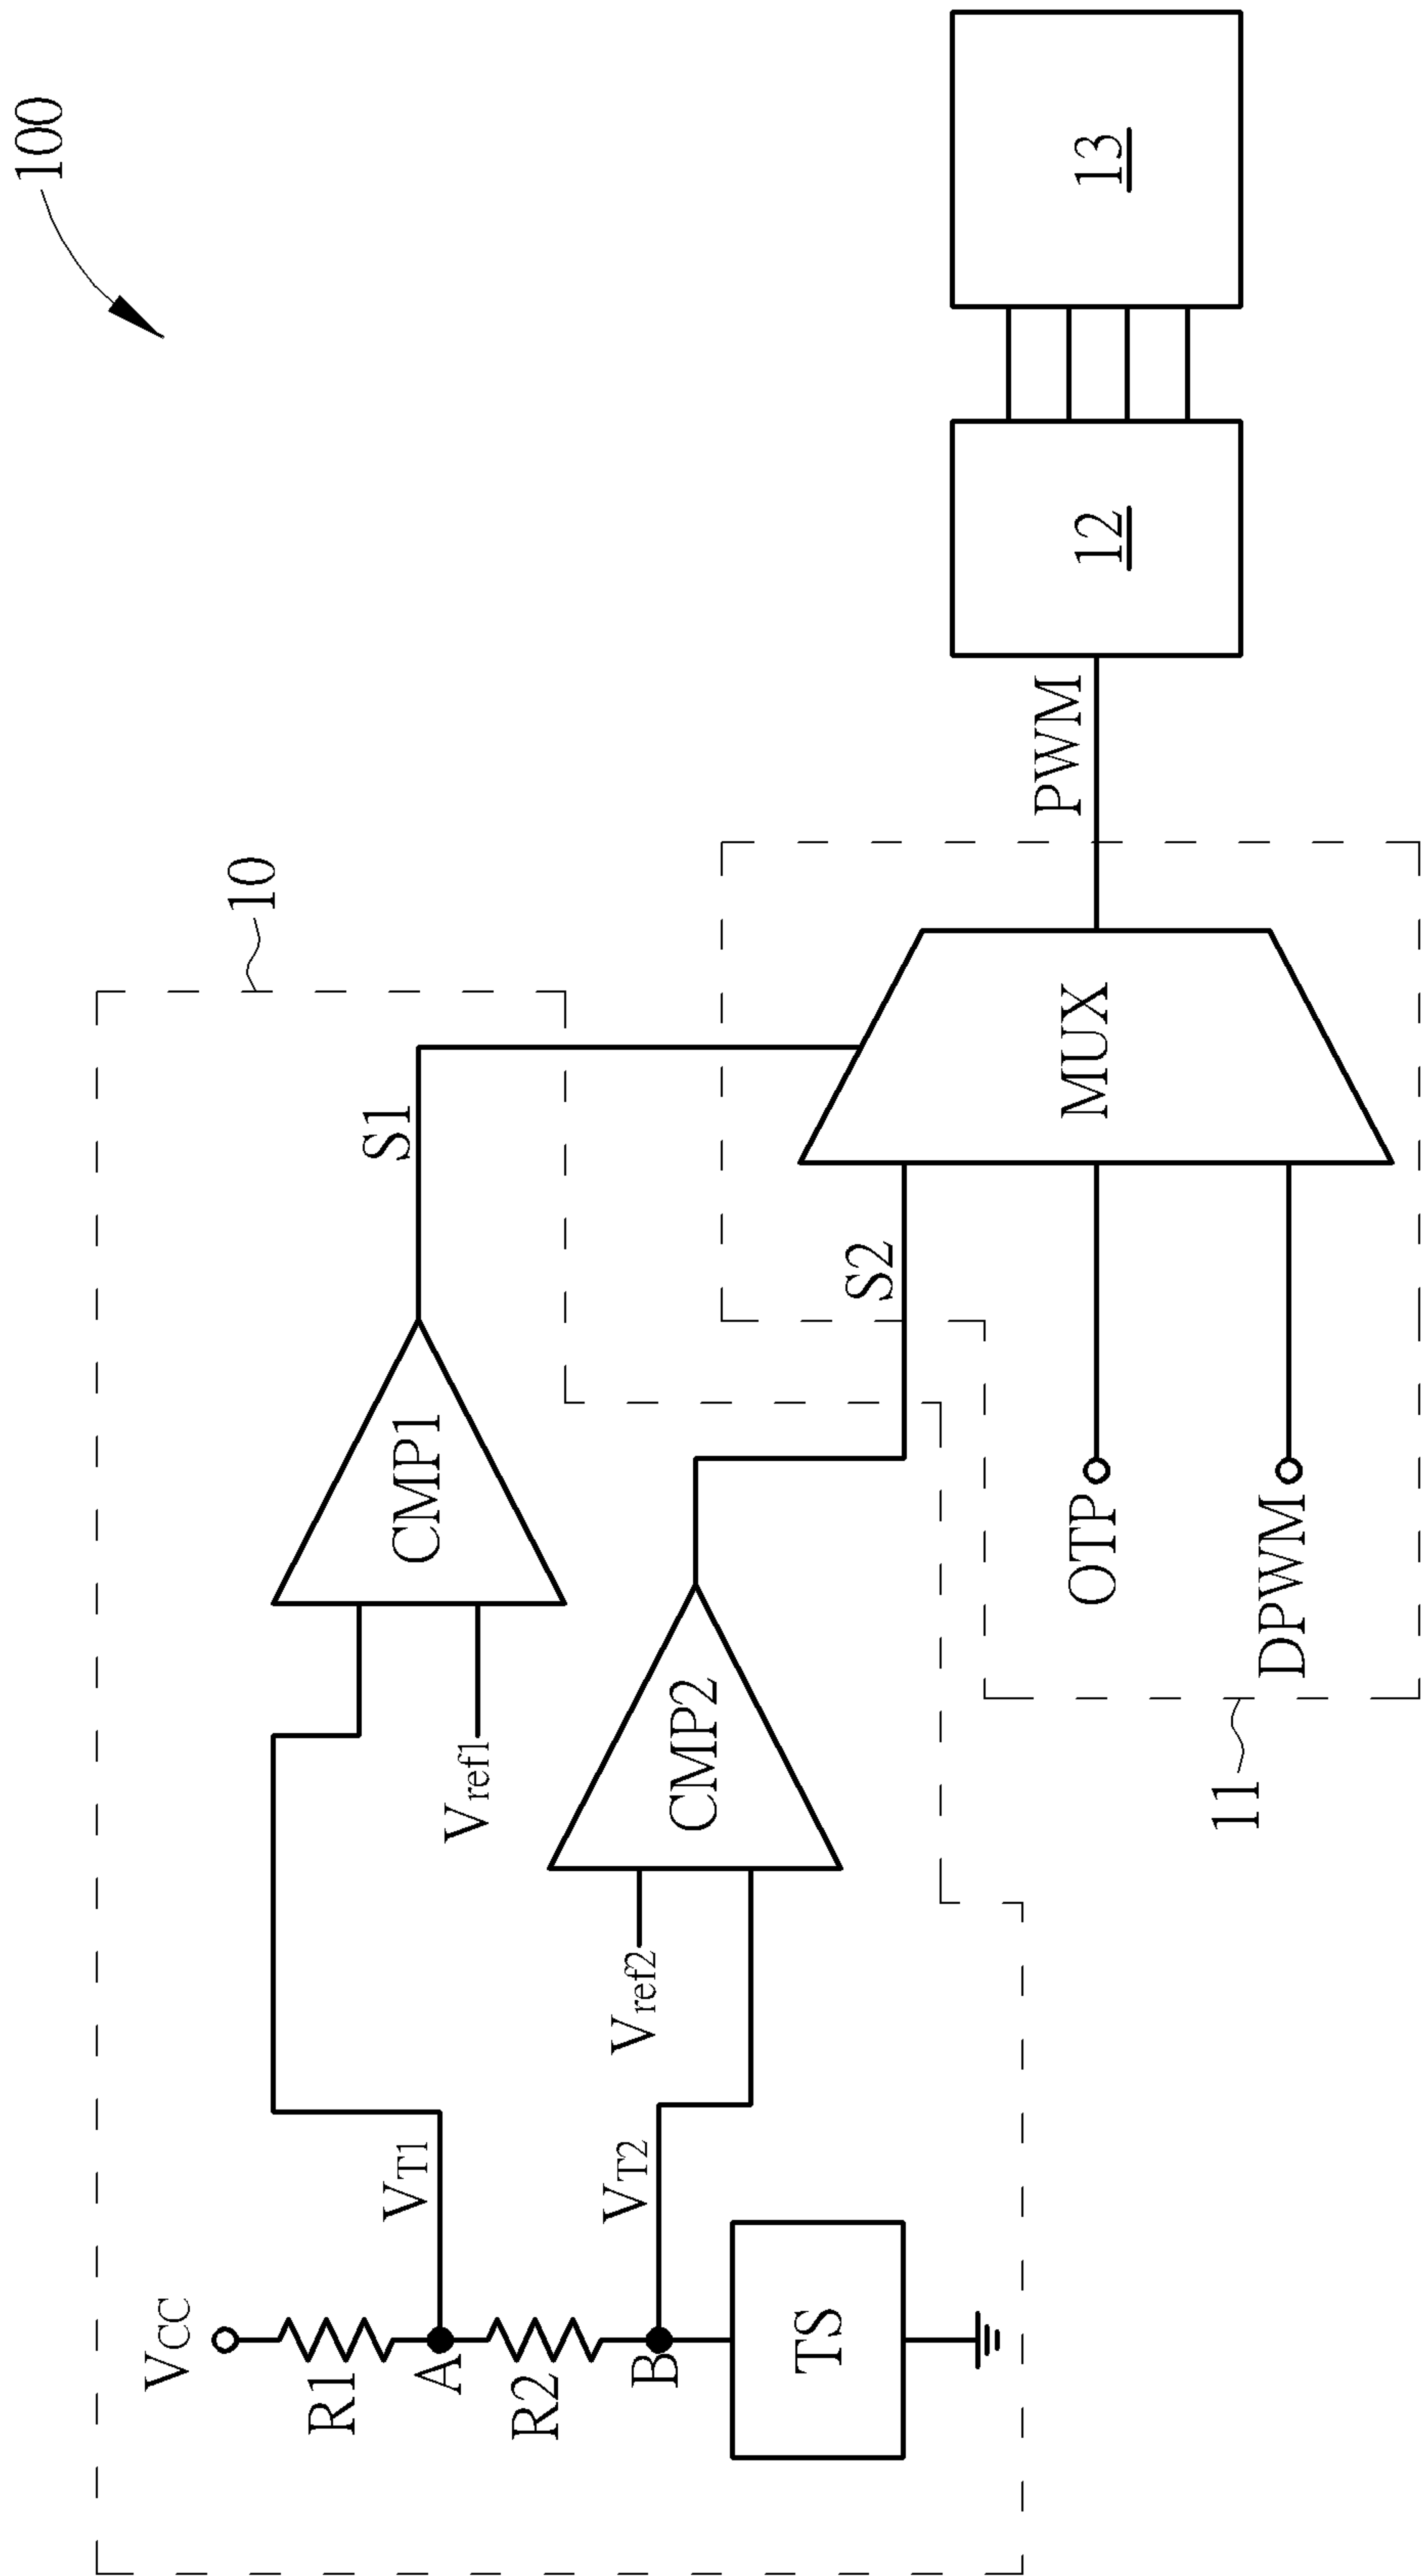 100
10
VCC
R1
A
R2
B
TS
VT1
VT2
Vref1
Vref2
CMP1
CMP2
S1
S2
OTP
DPWM
11
MUX
PWM
12
13